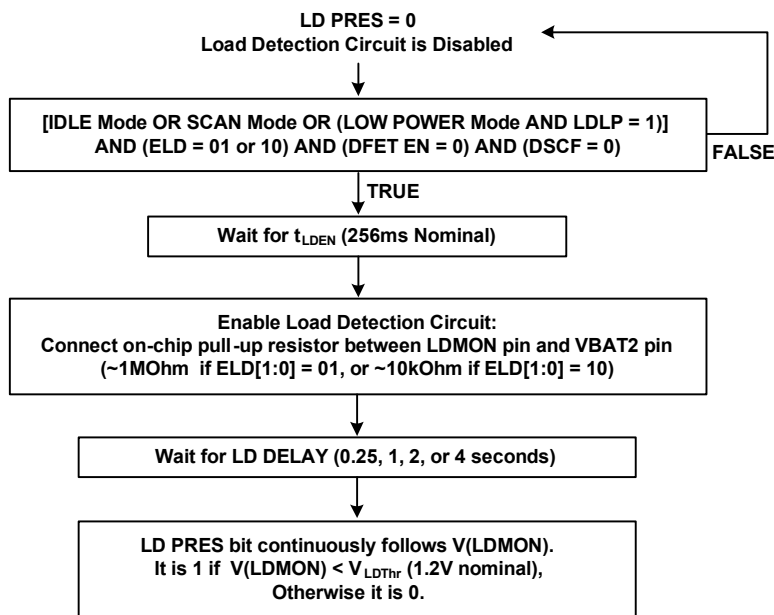 LD PRES = 0
Load Detection Circuit is Disabled
[IDLE Mode OR SCAN Mode OR (LOW POWER Mode AND LDLP = 1)]
AND (ELD = 01 or 10) AND (DFET EN = 0) AND (DSCF = 0)
FALSE
TRUE
Wait for tLDEN (256ms Nominal)
Enable Load Detection Circuit:
Connect on-chip pull-up resistor between LDMON pin and VBAT2 pin
(~1MOhm if ELD[1:0] = 01, or ~10kOhm if ELD[1:0] = 10)
Wait for LD DELAY (0.25, 1, 2, or 4 seconds)
LD PRES bit continuously follows V(LDMON).
It is 1 if V(LDMON) < VLDThr (1.2V nominal),
Otherwise it is 0.